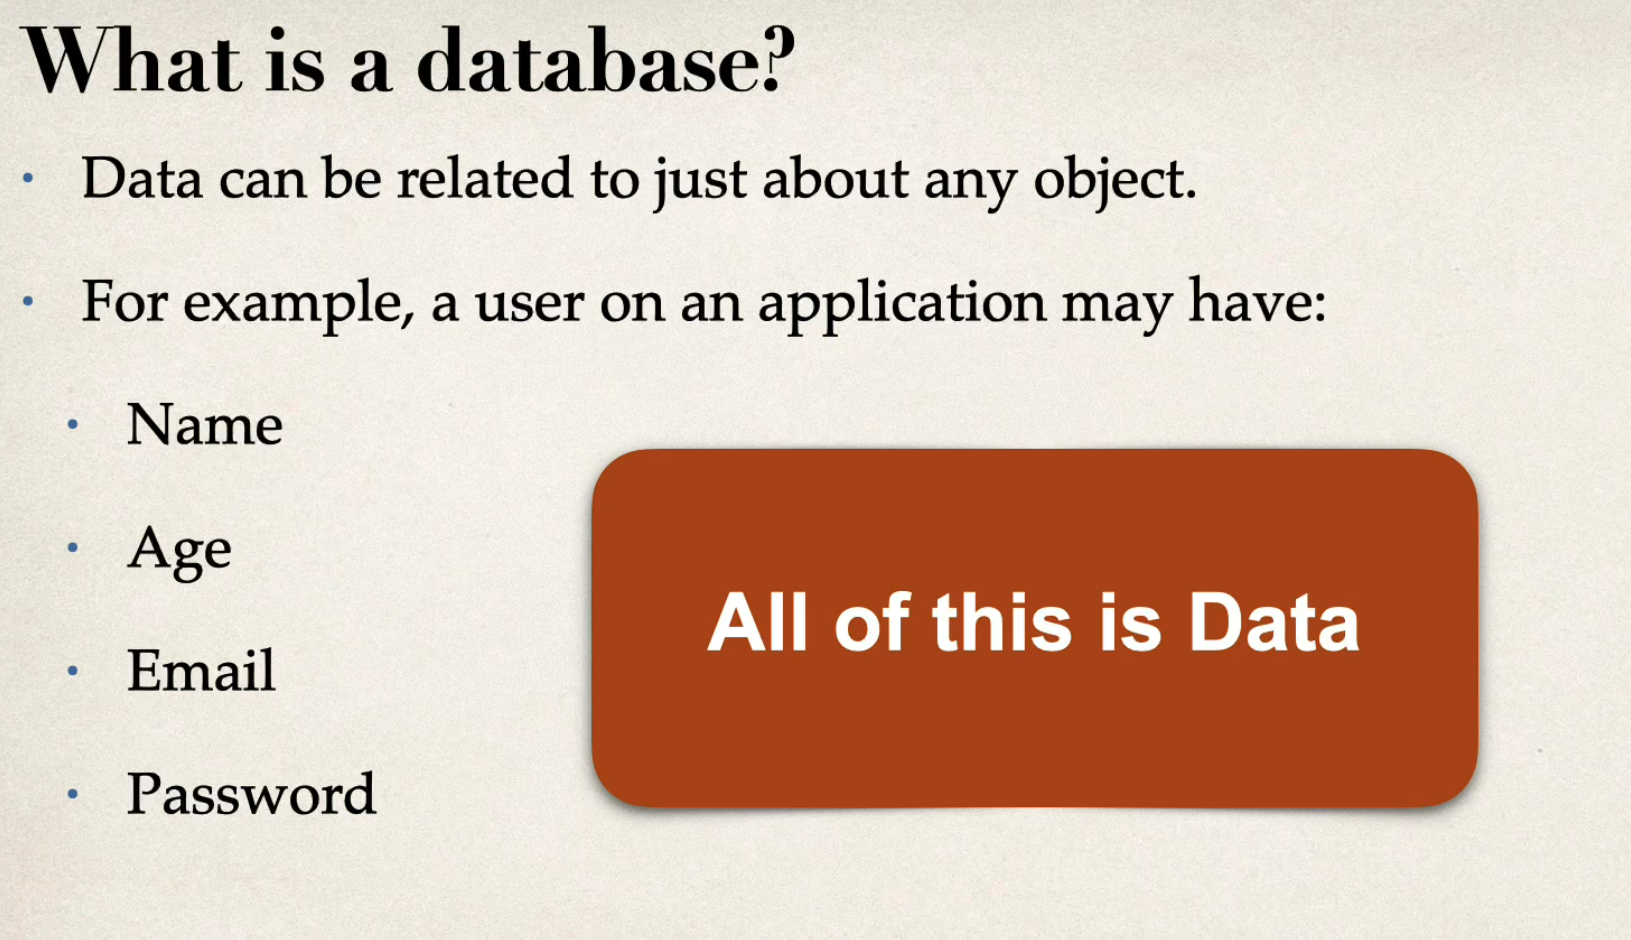 What is a database?
Data can be related to just about any object.
For example, a user on an application may have:
Name
Age
Email
Password
All of this is Data